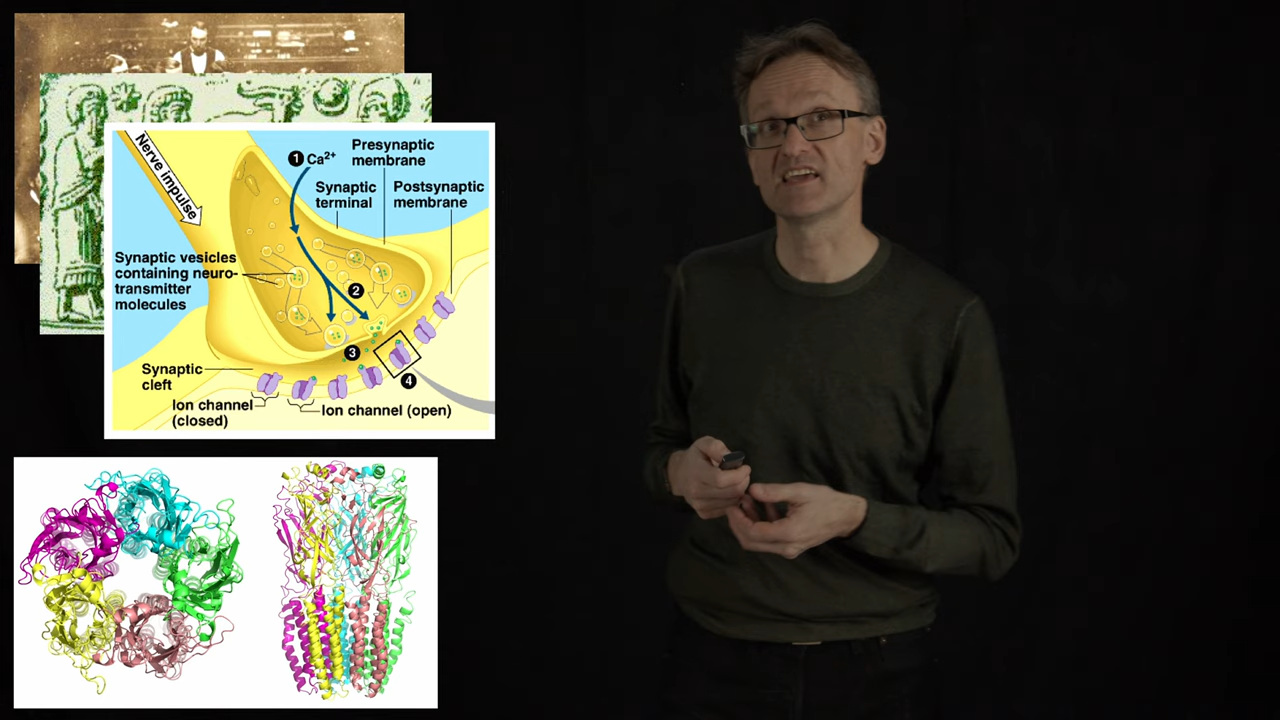 Nerve impulse
1 Ca2+
Presynaptic
membrane
Synaptic
terminal
Postsynaptic
membrane
Synaptic vesicles
containing neuro-
transmitter
molecules
2
3
4
Synaptic
cleft
Ion channel
(closed)
Ion channel (open)